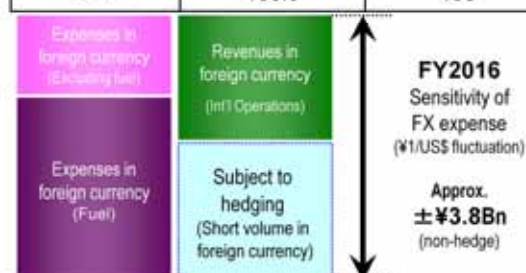 Expenses in
foreign currency
(Excluding fuel)
Expenses in
foreign currency
(Fuel)
Revenues in
foreign currency
(Int'l Operations)
Subject to
hedging
(Short volume in
foreign currency)
FY2016
Sensitivity of
FX expense
(¥1/US$ fluctuation)
Approx.
±¥3.8Bn
(non-hedge)